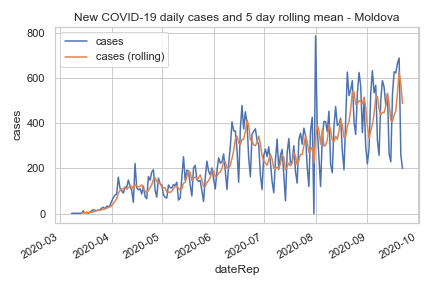 New COVID-19 daily cases and 5 day rolling mean - Moldova
cases
cases (rolling)
800
600
400
200
0
cases
2020-03
2020-04
2020-05
2020-06
2020-07
2020-08
2020-09
2020-10
dateRep